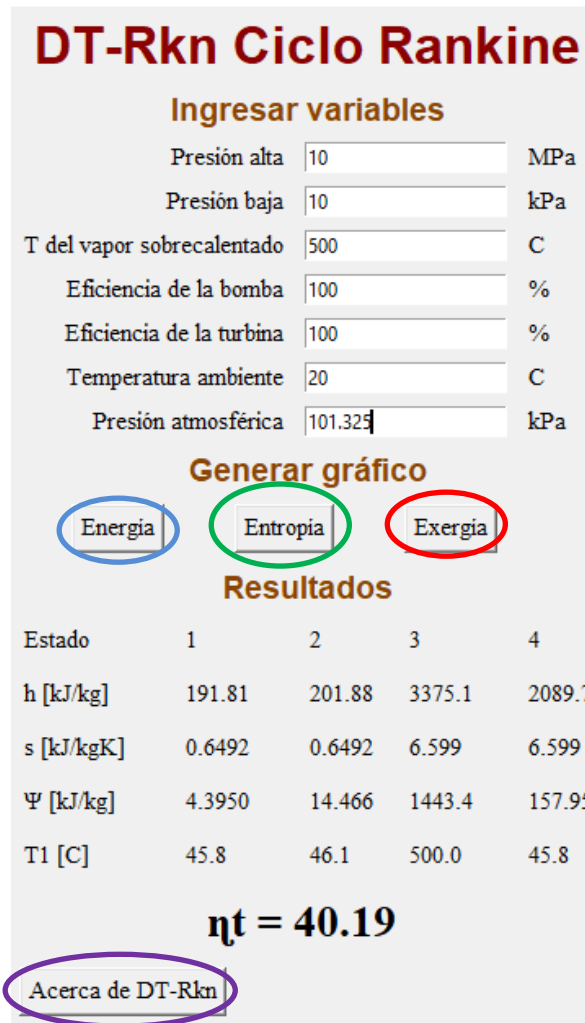 DT-Rkn Ciclo Rankine
Ingresar variables
Presión alta 10 MPa
Presión baja 10 kPa
T del vapor sobrecalentado 500 C
Eficiencia de la bomba 100 %
Eficiencia de la turbina 100 %
Temperatura ambiente 20 C
Presión atmosférica 101.325 kPa
Generar gráfico
Energia Entropia Exergia
Resultados
Estado 1 2 3 4
h [kJ/kg] 191.81 201.88 3375.1 2089.
s [kJ/kgK] 0.6492 0.6492 6.599 6.599
Ψ [kJ/kg] 4.3950 14.466 1443.4 157.95
T1 [C] 45.8 46.1 500.0 45.8
ηt = 40.19
Acerca de DT-Rkn